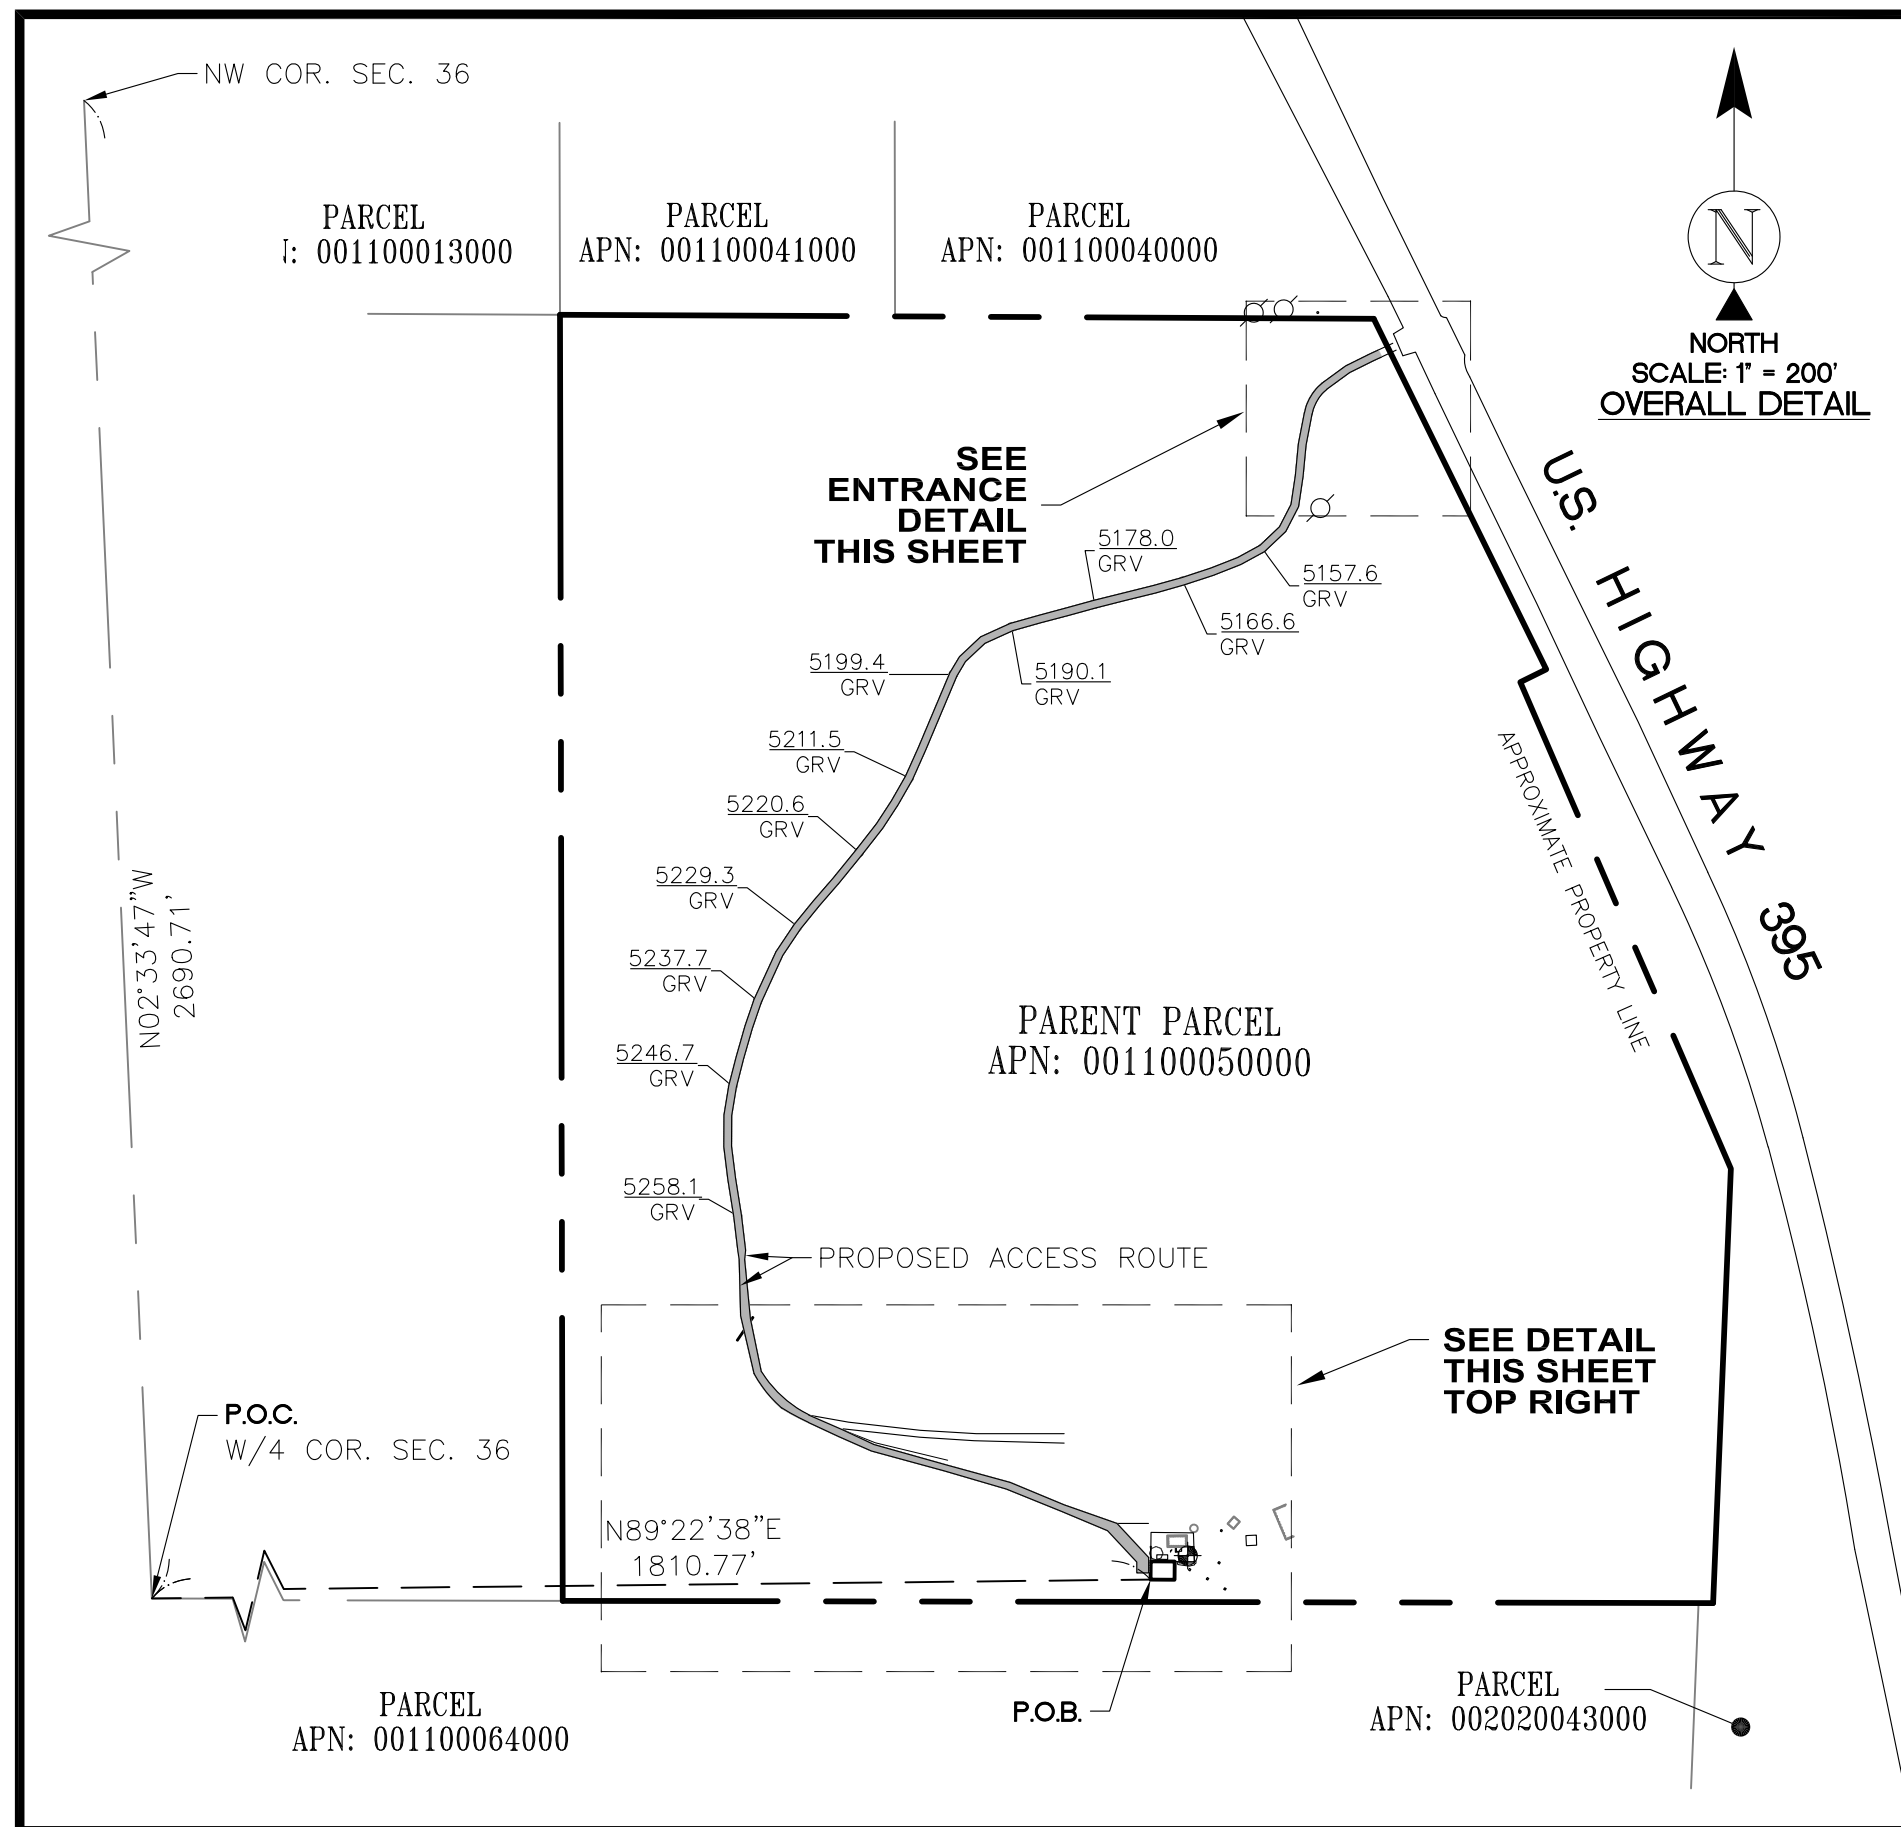 NW COR. SEC. 36
PARCEL
: 001100013000
PARCEL
APN: 001100041000
PARCEL
APN: 001100040000
N
NORTH
SCALE: 1" = 200'
OVERALL DETAIL
SEE
ENTRANCE
DETAIL
THIS SHEET
U.S. HIGHWAY 395
5178.0
GRV
5157.6
GRV
5166.6
GRV
5190.1
GRV
5199.4
GRV
5211.5
GRV
5220.6
GRV
5229.3
GRV
5237.7
GRV
5246.7
GRV
5258.1
GRV
APPROXIMATE PROPERTY LINE
N02°33'47"W
2690.71'
PARENT PARCEL
APN: 001100050000
PROPOSED ACCESS ROUTE
SEE DETAIL
THIS SHEET
TOP RIGHT
P.O.C.
W/4 COR. SEC. 36
N89°22'38"E
1810.77'
P.O.B.
PARCEL
APN: 001100064000
PARCEL
APN: 002020043000